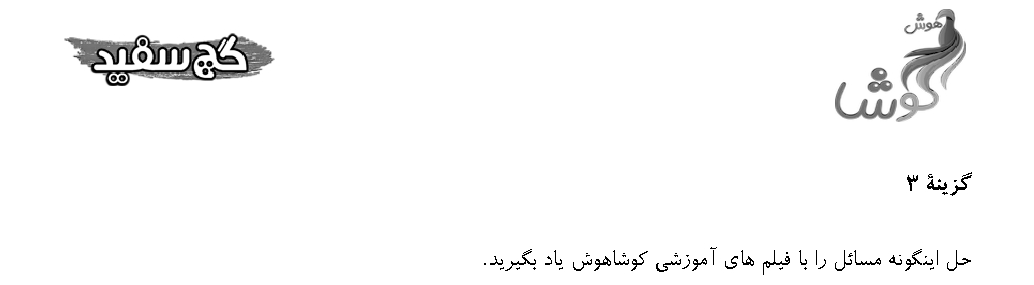 هوش
کوشا
گچ سفید
گزینهٔ ۳
حل اینگونه مسائل را با فیلم های آموزشی کوشاهوش یاد بگیرید.